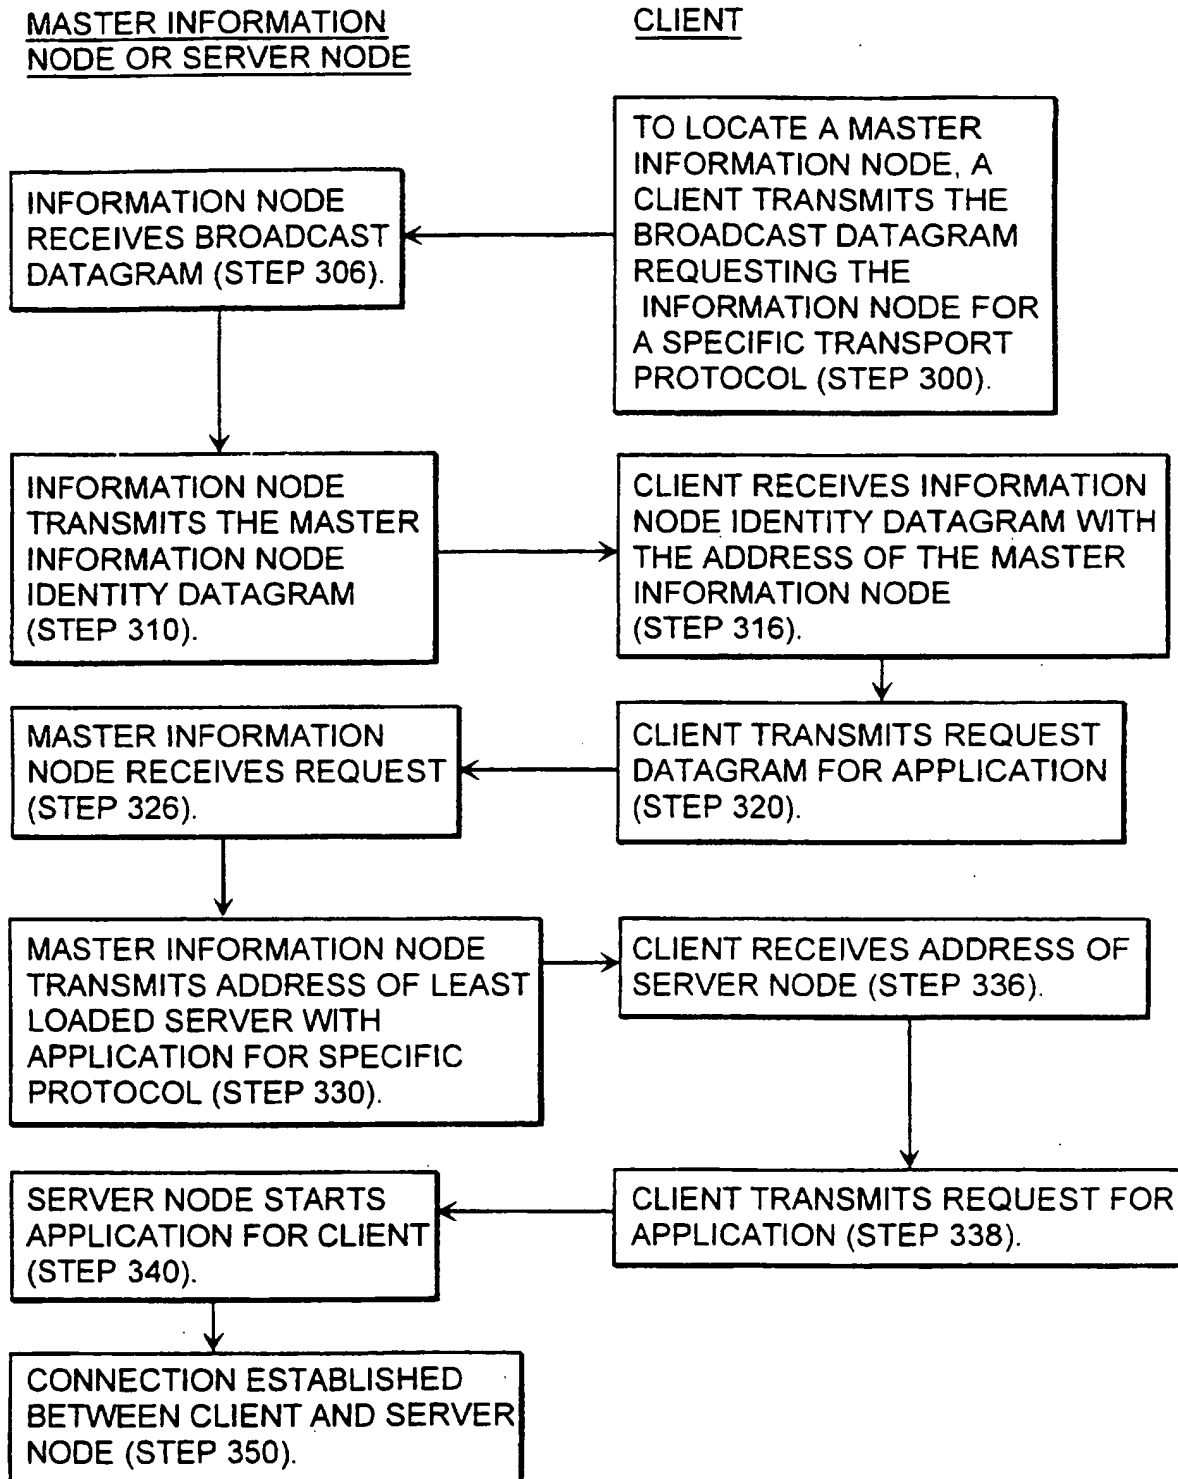 MASTER INFORMATION
NODE OR SERVER NODE
CLIENT
TO LOCATE A MASTER
INFORMATION NODE, A
CLIENT TRANSMITS THE
BROADCAST DATAGRAM
REQUESTING THE
INFORMATION NODE FOR
A SPECIFIC TRANSPORT
PROTOCOL (STEP 300).
INFORMATION NODE
RECEIVES BROADCAST
DATAGRAM (STEP 306).
INFORMATION NODE
TRANSMITS THE MASTER
INFORMATION NODE
IDENTITY DATAGRAM
(STEP 310).
CLIENT RECEIVES INFORMATION
NODE IDENTITY DATAGRAM WITH
THE ADDRESS OF THE MASTER
INFORMATION NODE
(STEP 316).
CLIENT TRANSMITS REQUEST
DATAGRAM FOR APPLICATION
(STEP 320).
MASTER INFORMATION
NODE RECEIVES REQUEST
(STEP 326).
MASTER INFORMATION NODE
TRANSMITS ADDRESS OF LEAST
LOADED SERVER WITH
APPLICATION FOR SPECIFIC
PROTOCOL (STEP 330).
CLIENT RECEIVES ADDRESS OF
SERVER NODE (STEP 336).
CLIENT TRANSMITS REQUEST FOR
APPLICATION (STEP 338).
SERVER NODE STARTS
APPLICATION FOR CLIENT
(STEP 340).
CONNECTION ESTABLISHED
BETWEEN CLIENT AND SERVER
NODE (STEP 350).